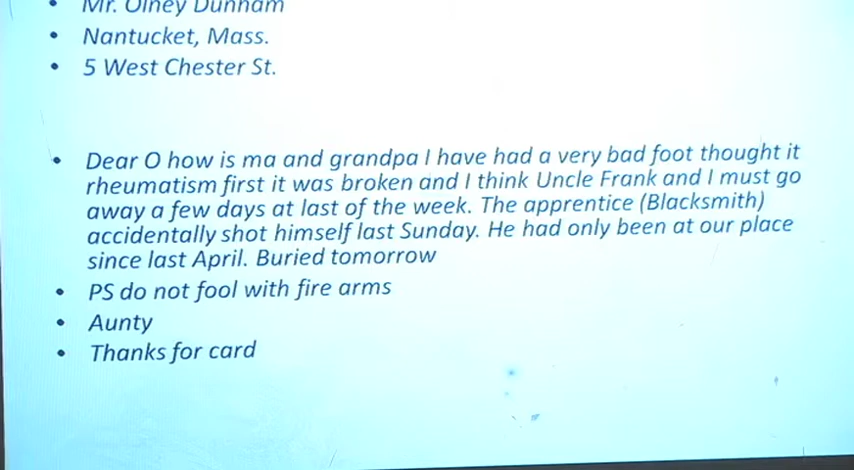 • Mr. Olney Dunham
• Nantucket, Mass.
• 5 West Chester St.
• Dear O how is ma and grandpa I have had a very bad foot thought it
rheumatism first it was broken and I think Uncle Frank and I must go
away a few days at last of the week. The apprentice (Blacksmith)
accidentally shot himself last Sunday. He had only been at our place
since last April. Buried tomorrow
• PS do not fool with fire arms
• Aunty
• Thanks for card